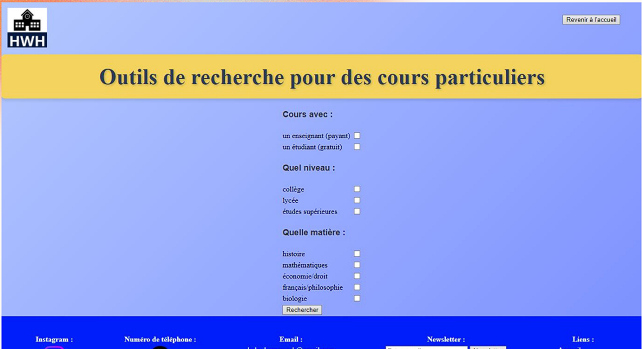 HWH
Revenir à l'accueil
Outils de recherche pour des cours particuliers
Cours avec :
un enseignant (payant)
un étudiant (gratuit)
Quel niveau :
collège
lycée
études supérieures
Quelle matière :
histoire
mathématiques
économie/droit
français/philosophie
biologie
Rechercher
Instagram :
Numéro de téléphone :
Email :
Newsletter :
Liens :